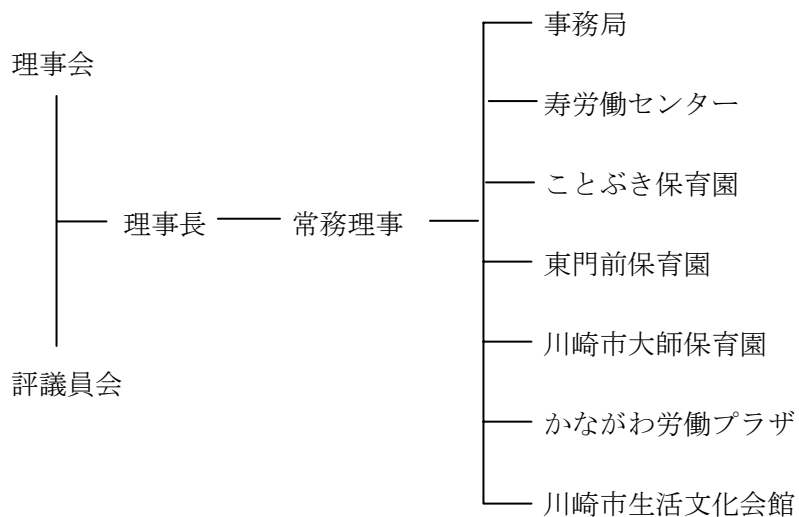 理事会
評議員会
理事長
常務理事
事務局
寿労働センター
ことぶき保育園
東門前保育園
川崎市大師保育園
かながわ労働プラザ
川崎市生活文化会館